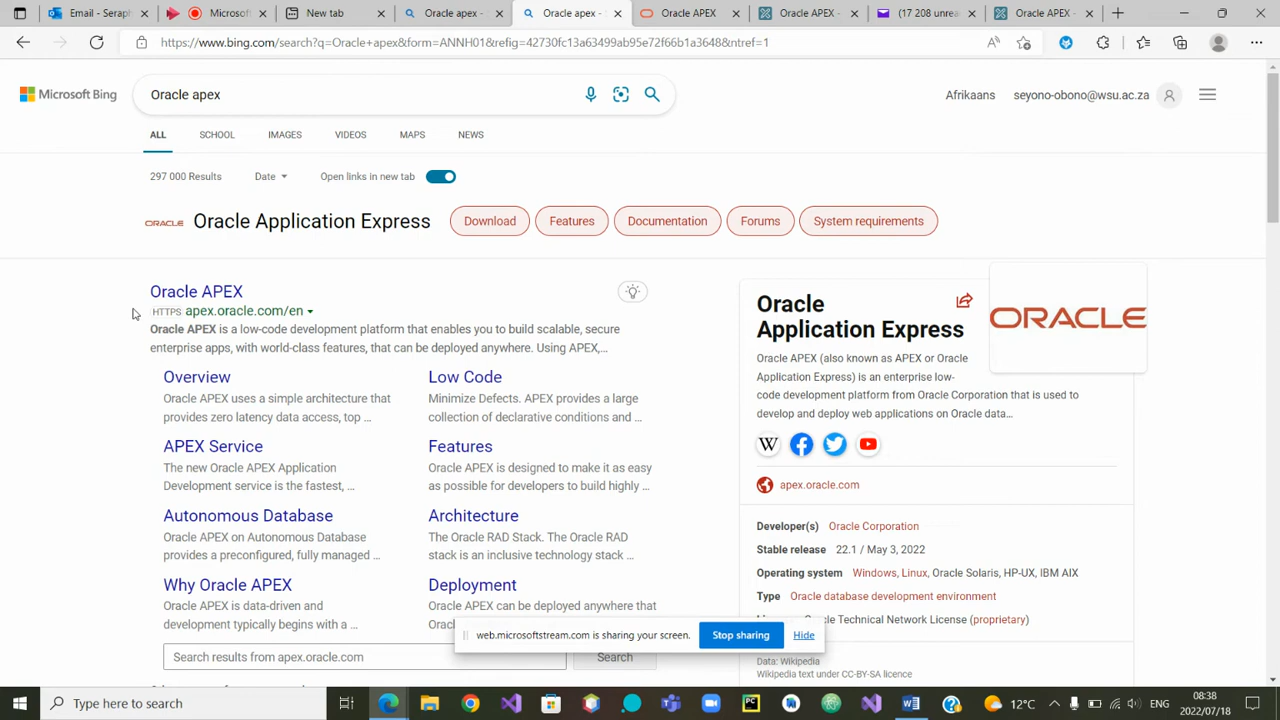 Email - Seraph
Microsof
New tab
Oracle apex -
Oracle apex -
Oracle APEX
Oracle APEX -
(17 208 unrea
Oracle APEX -
https://www.bing.com/search?q=Oracle+apex&form=ANNH01&refig=42730fc13a63499ab95e72f66b1a3648&ntref=1
Microsoft Bing
Oracle apex
Afrikaans
seyono-obono@wsu.ac.za
ALL SCHOOL IMAGES VIDEOS MAPS NEWS
297 000 Results Date Open links in new tab
ORACLE Oracle Application Express Download Features Documentation Forums System requirements
Oracle APEX
HTTPS apex.oracle.com/en
Oracle APEX is a low-code development platform that enables you to build scalable, secure
enterprise apps, with world-class features, that can be deployed anywhere. Using APEX,...
Overview
Oracle APEX uses a simple architecture that
provides zero latency data access, top ...
Low Code
Minimize Defects. APEX provides a large
collection of declarative conditions and ...
APEX Service
The new Oracle APEX Application
Development service is the fastest, ...
Features
Oracle APEX is designed to make it as easy
as possible for developers to build highly ...
Autonomous Database
Oracle APEX on Autonomous Database
provides a preconfigured, fully managed ...
Architecture
The Oracle RAD Stack. The Oracle RAD
stack is an inclusive technology stack ...
Why Oracle APEX
Oracle APEX is data-driven and
development typically begins with a ...
Deployment
Oracle APEX can be deployed anywhere that
Search results from apex.oracle.com
Search
Oracle
Application Express
ORACLE
Oracle APEX (also known as APEX or Oracle
Application Express) is an enterprise low-
code development platform from Oracle Corporation that is used to
develop and deploy web applications on Oracle data...
W
apex.oracle.com
Developer(s) Oracle Corporation
Stable release 22.1 / May 3, 2022
Operating system Windows, Linux, Oracle Solaris, HP-UX, IBM AIX
Type Oracle database development environment
Oracle Technology Network License (proprietary)
Data: Wikipedia
Wikipedia text under CC-BY-SA licence
web.microsoftstream.com is sharing your screen. Stop sharing Hide
Type here to search
PC
12°C
ENG
08:38
2022/07/18